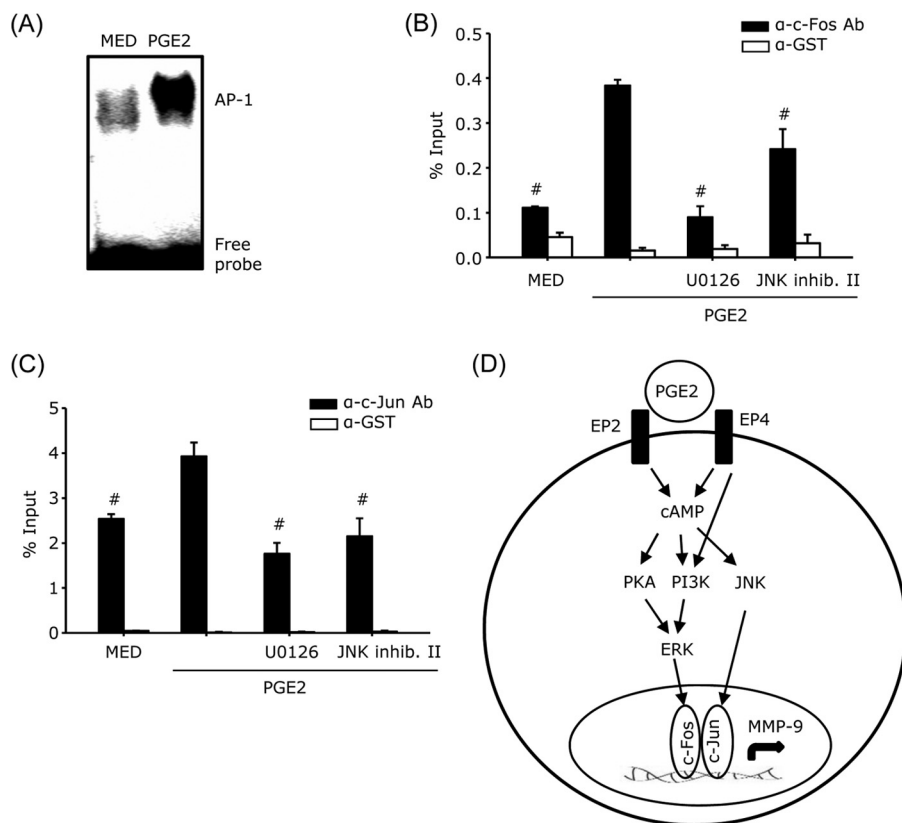 (A)
MED PGE2
AP-1
Free
probe
(B)
α-c-Fos Ab
α-GST
% Input
0.5
0.4
0.3
0.2
0.1
0.0
#
#
#
MED
U0126
JNK inhib. II
PGE2
(C)
α-c-Jun Ab
α-GST
% Input
5
4
3
2
1
0
#
#
#
MED
U0126
JNK inhib. II
PGE2
(D)
PGE2
EP2
EP4
cAMP
PKA PI3K JNK
ERK
c-Fos
c-Jun
MMP-9